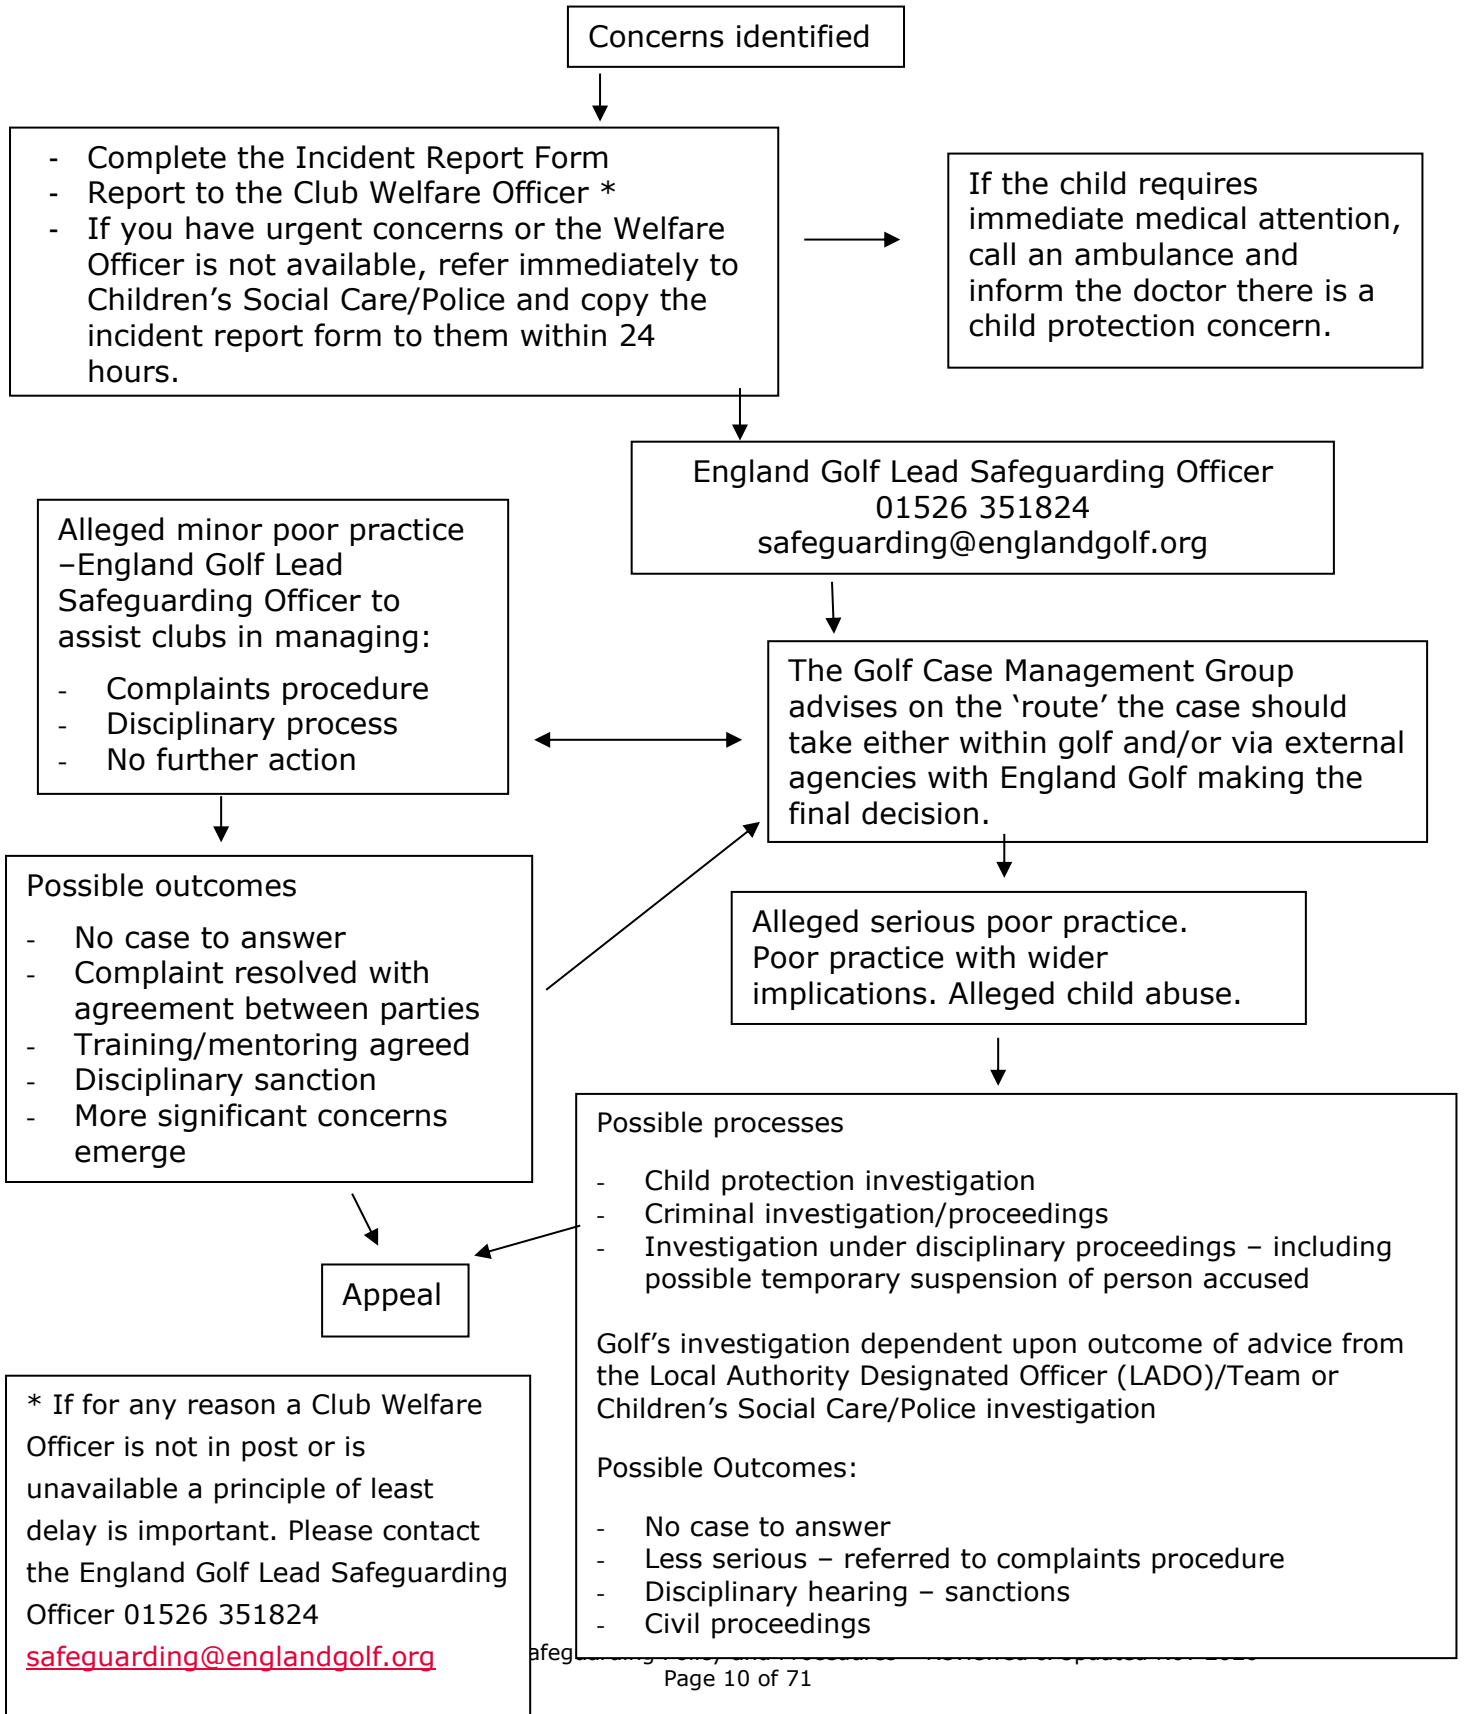 Concerns identified
- Complete the Incident Report Form
- Report to the Club Welfare Officer *
- If you have urgent concerns or the Welfare
Officer is not available, refer immediately to
Children’s Social Care/Police and copy the
incident report form to them within 24
hours.
If the child requires
immediate medical attention,
call an ambulance and
inform the doctor there is a
child protection concern.
England Golf Lead Safeguarding Officer
01526 351824
safeguarding@englandgolf.org
Alleged minor poor practice
–England Golf Lead
Safeguarding Officer to
assist clubs in managing:
- Complaints procedure
- Disciplinary process
- No further action
The Golf Case Management Group
advises on the ‘route’ the case should
take either within golf and/or via external
agencies with England Golf making the
final decision.
Possible outcomes
- No case to answer
- Complaint resolved with
agreement between parties
- Training/mentoring agreed
- Disciplinary sanction
- More significant concerns
emerge
Alleged serious poor practice.
Poor practice with wider
implications. Alleged child abuse.
Possible processes
- Child protection investigation
- Criminal investigation/proceedings
- Investigation under disciplinary proceedings – including
possible temporary suspension of person accused
Golf’s investigation dependent upon outcome of advice from
the Local Authority Designated Officer (LADO)/Team or
Children’s Social Care/Police investigation
Possible Outcomes:
- No case to answer
- Less serious – referred to complaints procedure
- Disciplinary hearing – sanctions
- Civil proceedings
Appeal
* If for any reason a Club Welfare
Officer is not in post or is
unavailable a principle of least
delay is important. Please contact
the England Golf Lead Safeguarding
Officer 01526 351824
safeguarding@englandgolf.org
Page 10 of 71